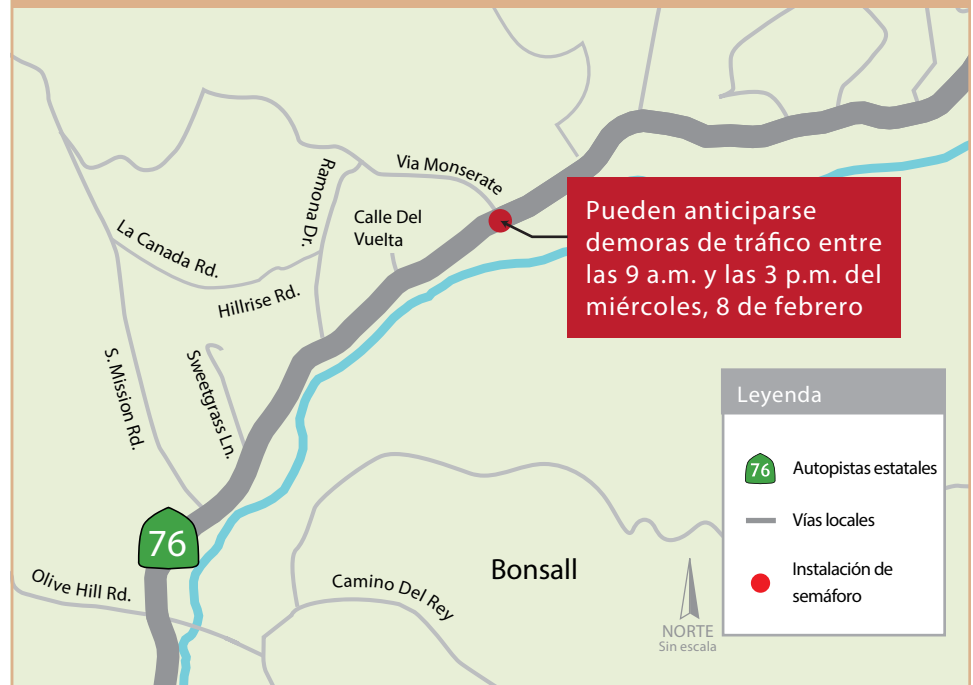 Via Monserate
Ramona Dr.
Calle Del
Vuelta
La Canada Rd.
Hillrise Rd.
S. Mission Rd.
Sweetgrass Ln.
Pueden anticiparse
demoras de tráfico entre
las 9 a.m. y las 3 p.m. del
miércoles, 8 de febrero
76
Olive Hill Rd.
Camino Del Rey
Bonsall
NORTE
Sin escala
Leyenda
76 Autopistas estatales
Vías locales
Instalación de
semáforo